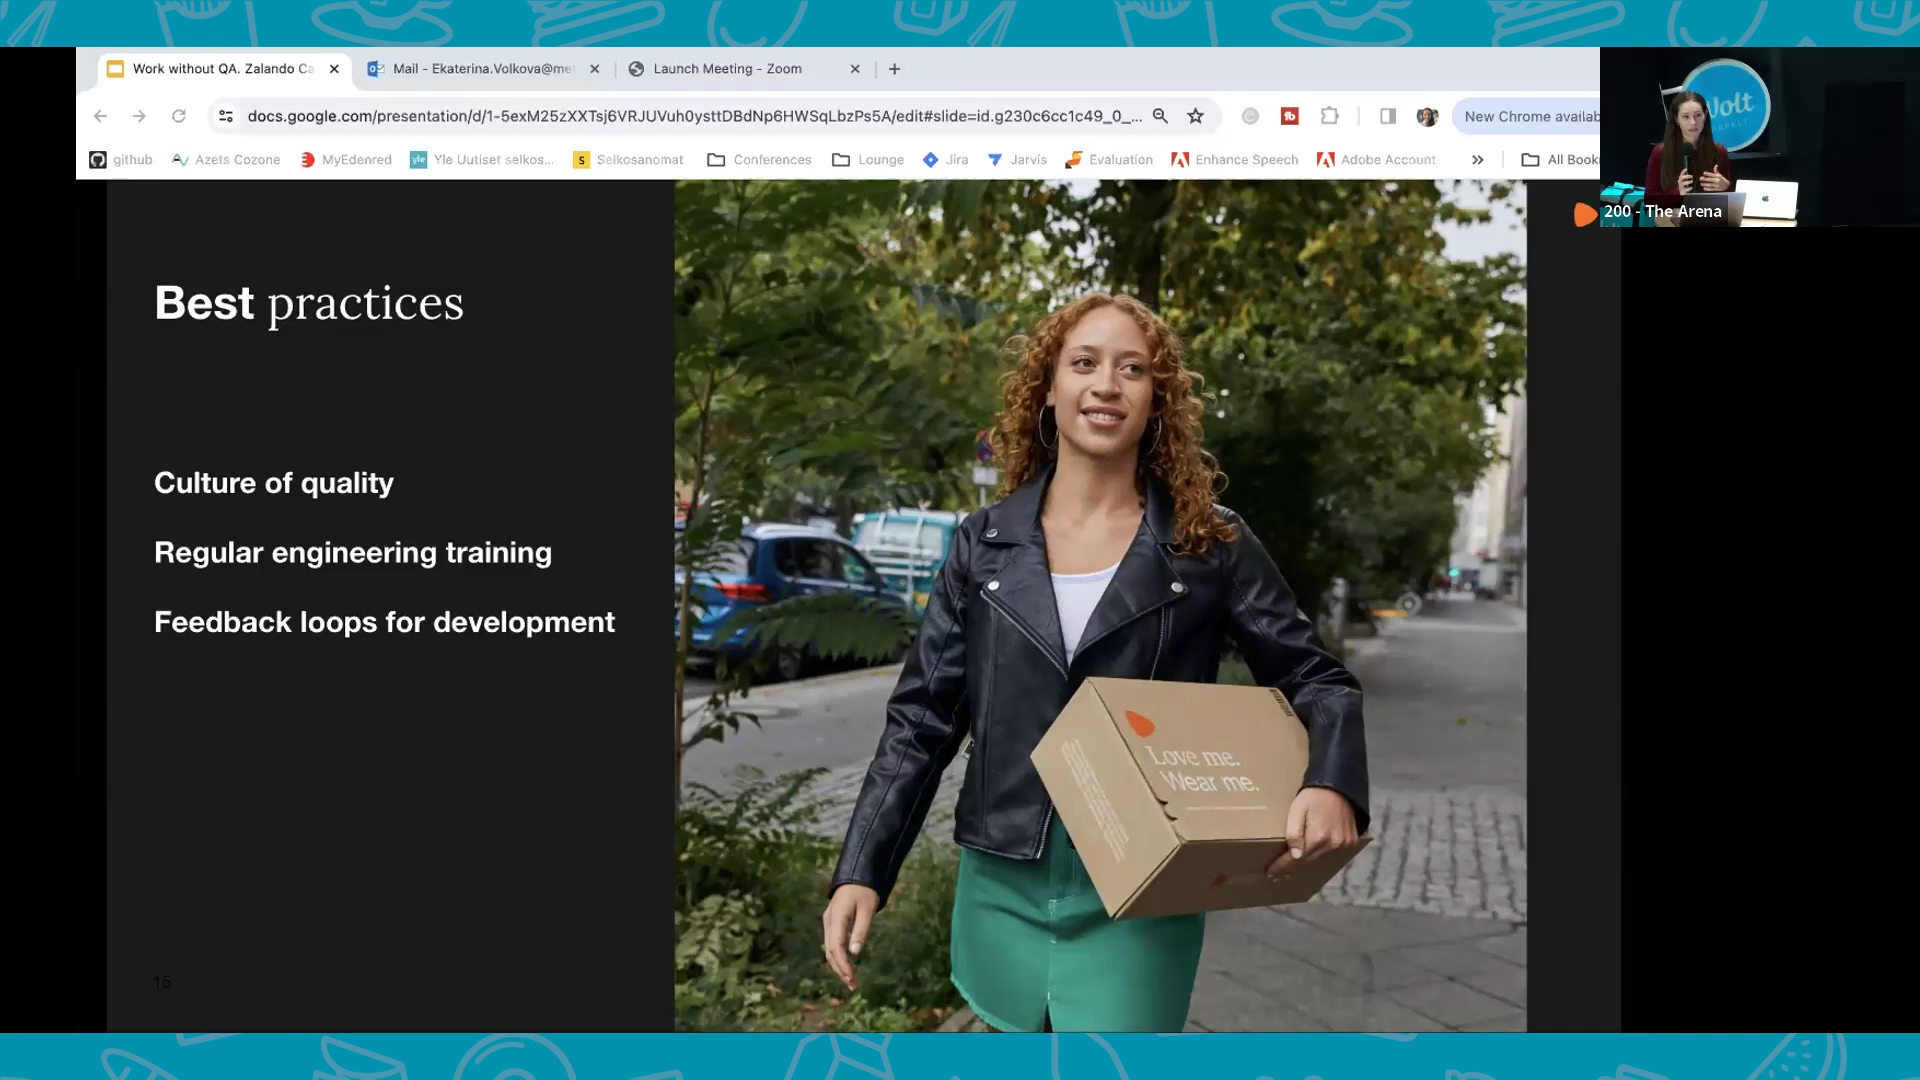 Work without QA. Zalando Ca
Mail - Ekaterina.Volkova@me
Launch Meeting - Zoom
docs.google.com/presentation/d/1-5exM25zXXTsj6VRJUVuh0ysttDBdNp6HWSqLbzPs5A/edit#slide=id.g230c6cc1c49_0_...
New Chrome availab
github
Azets Cozone
MyEdenred
yle Yle Uutiset selkos...
S Selkosanomat
Conferences
Lounge
Jira
Jarvis
Evaluation
Enhance Speech
Adobe Account
»
All Book
Wolt
MARKET
200 - The Arena
Best practices
Culture of quality
Regular engineering training
Feedback loops for development
Love me.
Wear me.
15